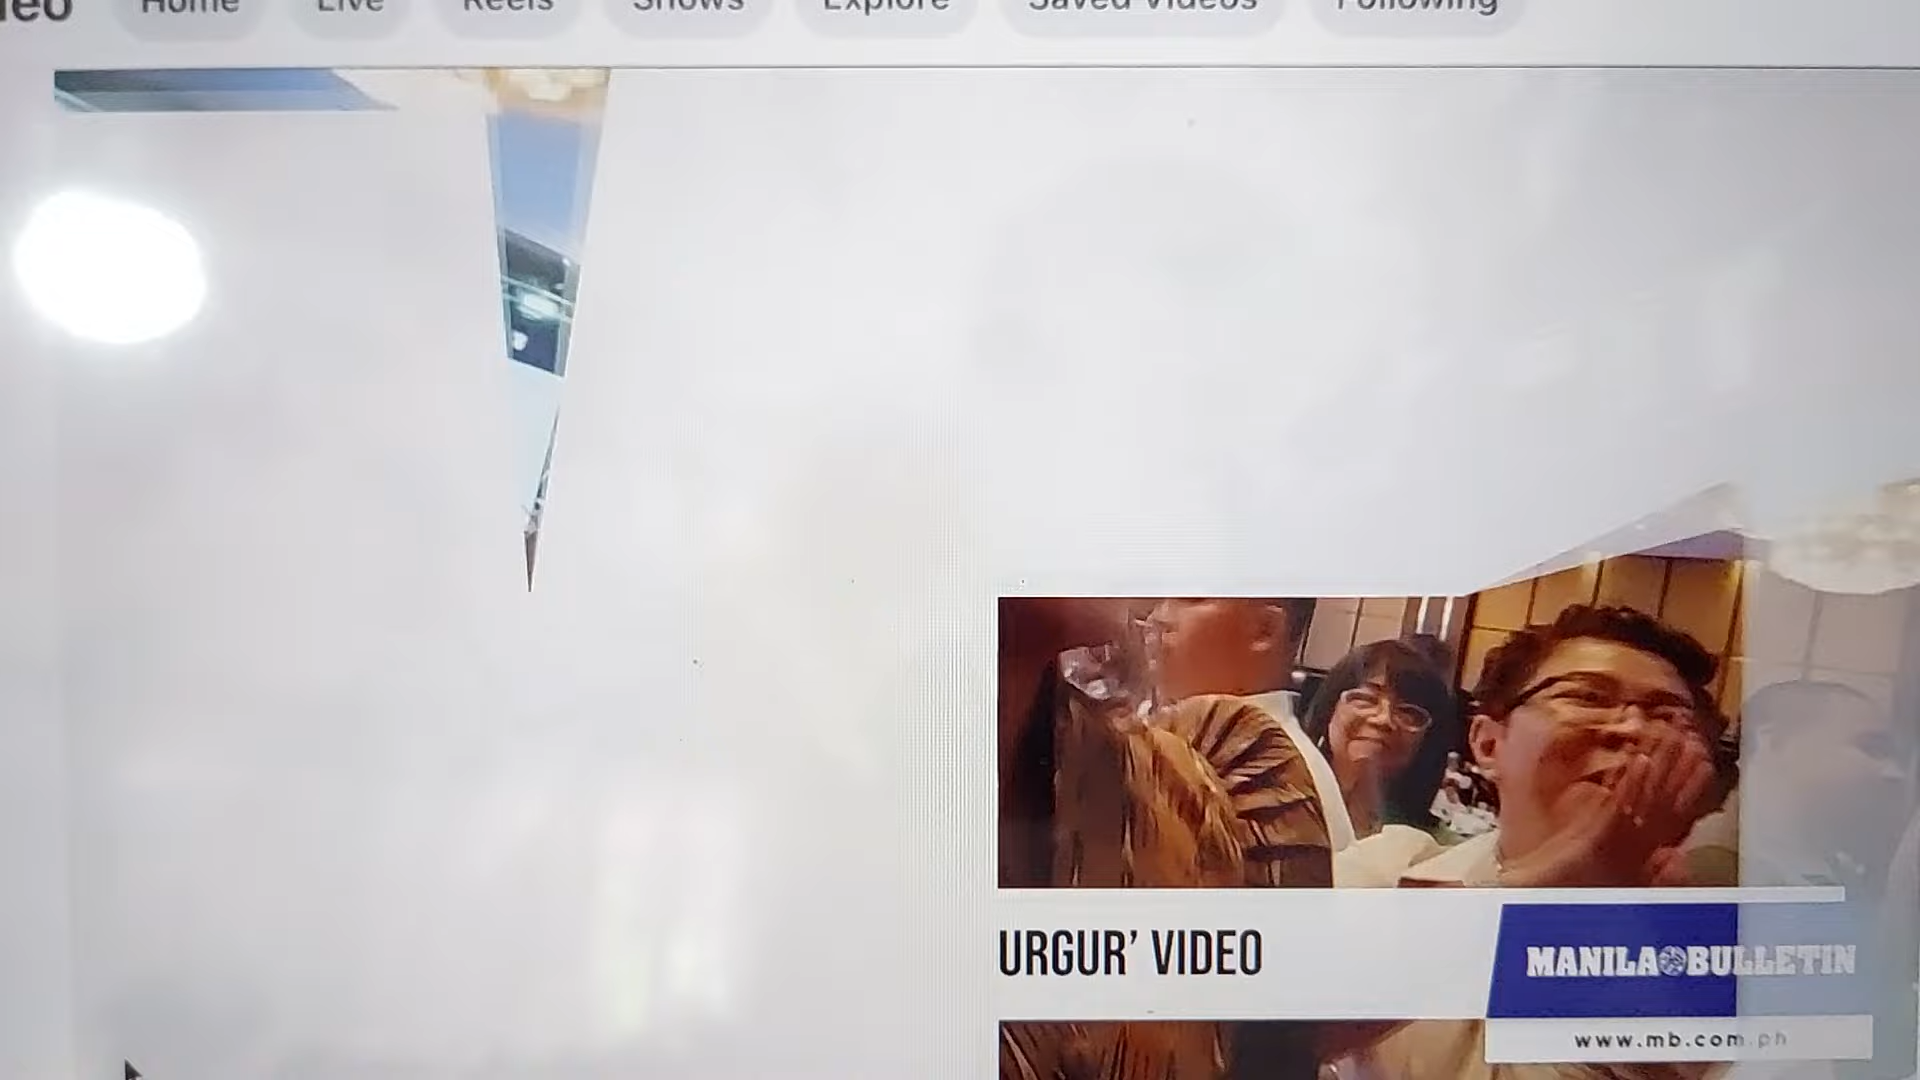 Home Live Reels Shows Explore Saved Videos Following
URGUR’ VIDEO
MANILA BULLETIN
www.mb.com.ph